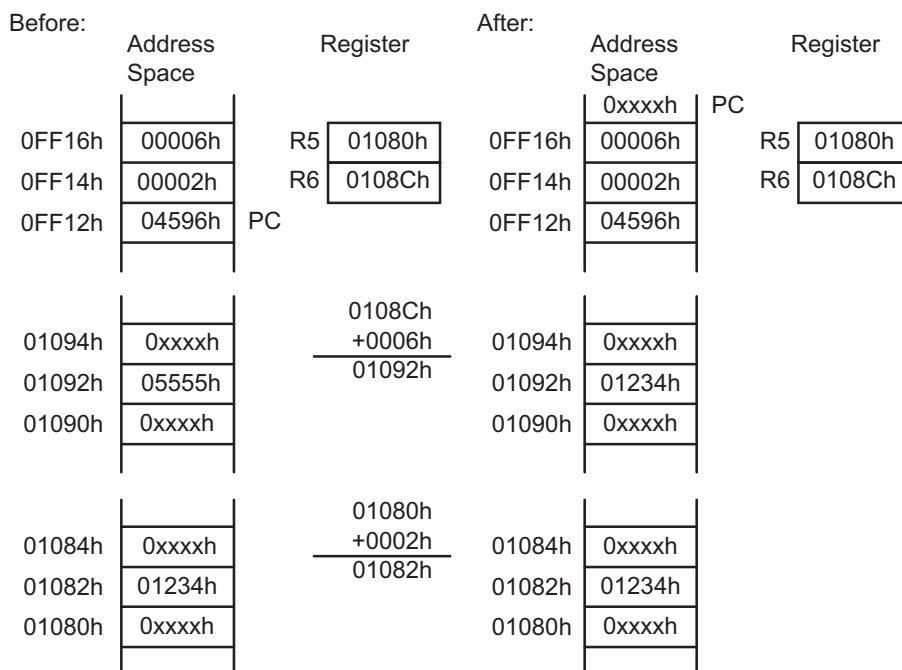 Before:
Address Space
Register
After:
Address Space
Register
0xxxxh PC
0FF16h 00006h R5 01080h 0FF16h 00006h R5 01080h
0FF14h 00002h R6 0108Ch 0FF14h 00002h R6 0108Ch
0FF12h 04596h PC 0FF12h 04596h
0108Ch
01094h 0xxxxh +0006h 01094h 0xxxxh
01092h 05555h 01092h 01092h 01234h
01090h 0xxxxh 01090h 0xxxxh
01080h
01084h 0xxxxh +0002h 01084h 0xxxxh
01082h 01234h 01082h 01082h 01234h
01080h 0xxxxh 01080h 0xxxxh